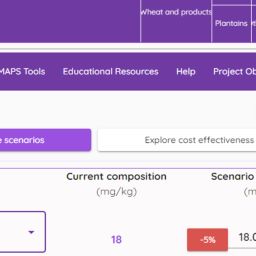 Wheat and products
Plantains
MAPS Tools Educational Resources Help Project Ob
scenarios Explore cost effectiveness
Current composition Scenario
(mg/kg) (m
18 -5% 18.0